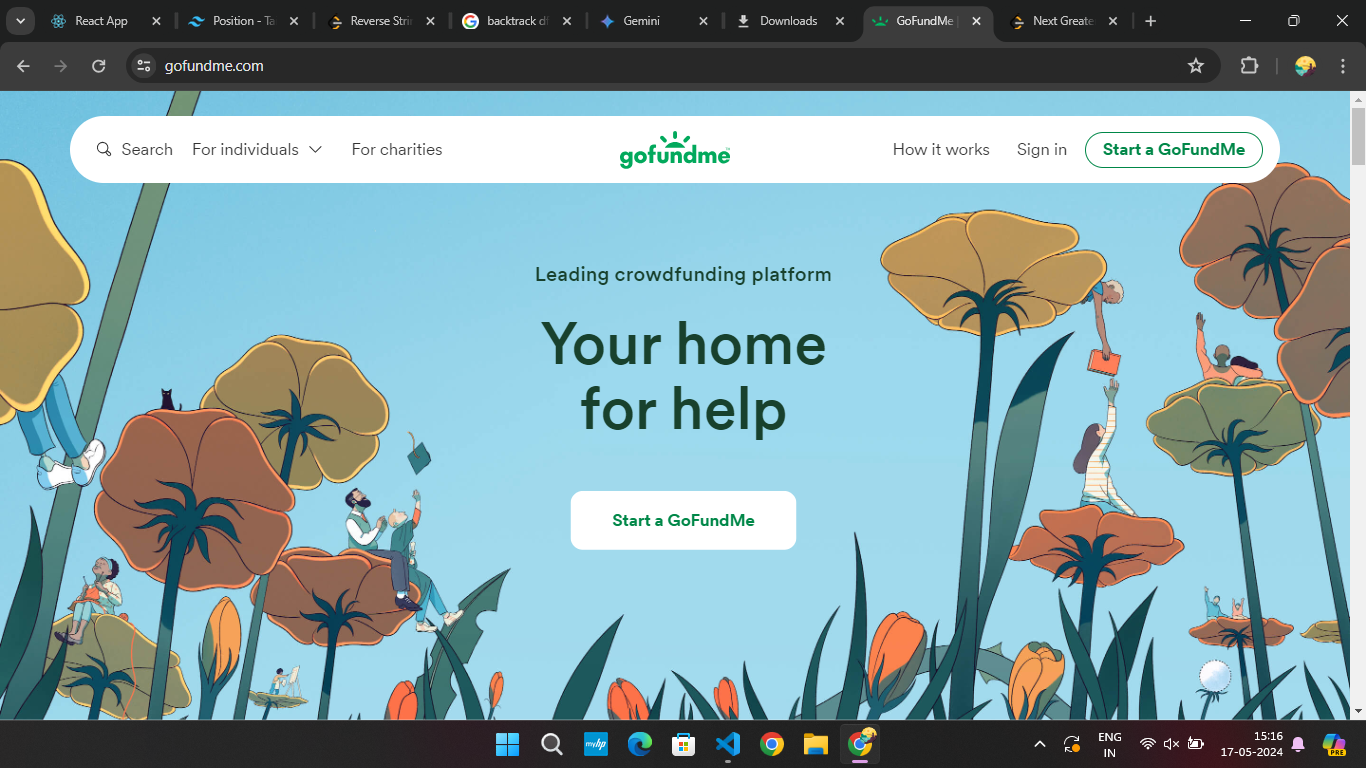 React App
Position - Ta
Reverse Strin
backtrack df
Gemini
Downloads
GoFundMe |
Next Greate
gofundme.com
Search
For individuals
For charities
gofundme
How it works
Sign in
Start a GoFundMe
Leading crowdfunding platform
Your home
for help
Start a GoFundMe
myhp
ENG
IN
15:16
17-05-2024
PRE